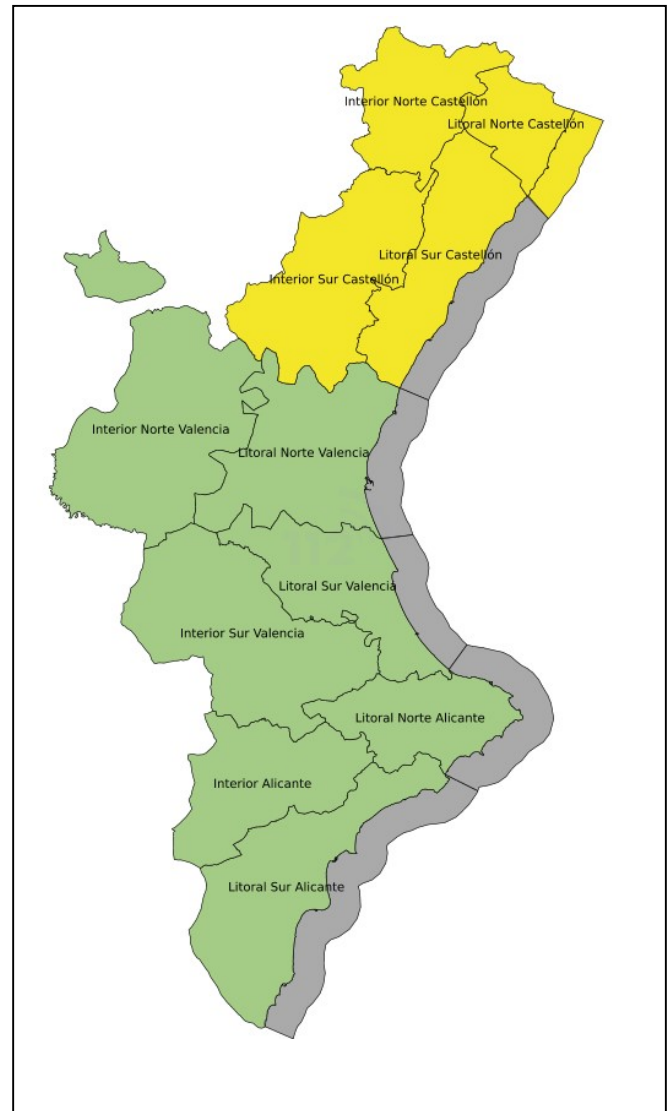 Interior Norte Castellón
Litoral Norte Castellón
Litoral Sur Castellón
Interior Sur Castellón
Interior Norte Valencia
Litoral Norte Valencia
112
Litoral Sur Valencia
Interior Sur Valencia
Litoral Norte Alicante
Interior Alicante
Litoral Sur Alicante